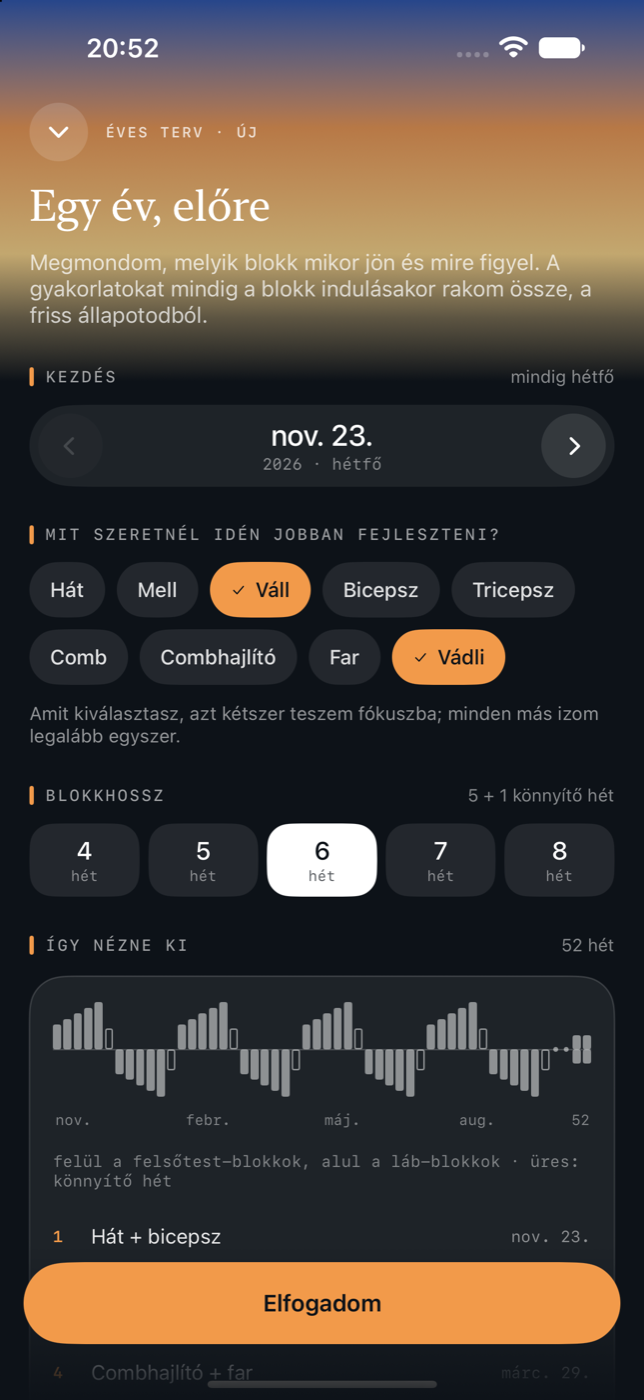 20:52
ÉVES TERV · ÚJ
Egy év, előre
Megmondom, melyik blokk mikor jön és mire figyel. A
gyakorlatokat mindig a blokk indulásakor rakom össze, a
friss állapotodból.
KEZDÉS
mindig hétfő
nov. 23.
2026 · hétfő
MIT SZERETNÉL IDÉN JOBBAN FEJLESZTENI?
Hát
Mell
Váll
Bicepsz
Tricepsz
Comb
Combhajlító
Far
Vádli
Amit kiválasztasz, azt kétszer teszem fókuszba; minden más izom
legalább egyszer.
BLOKKHOSSZ
5 + 1 könnyítő hét
4
hét
5
hét
6
hét
7
hét
8
hét
ÍGY NÉZNE KI
52 hét
nov.
febr.
máj.
aug.
52
felül a felsőtest-blokkok, alul a láb-blokkok · üres:
könnyítő hét
1 Hát + bicepsz nov. 23.
Elfogadom
4 Combhajlító + far márc. 29.